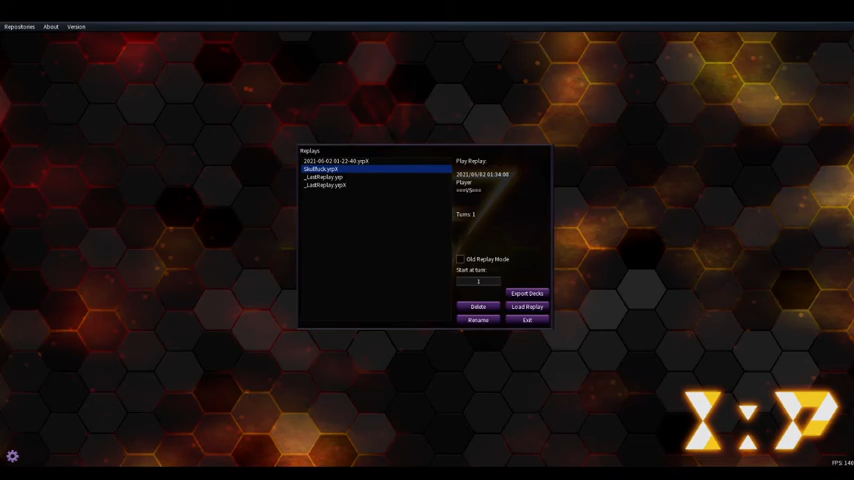 Repositories About Version
Replays
2021-06-02 01-22-40.yrpX
Skullfuck.yrpX
_LastReplay.yrp
_LastReplay.yrpX
Play Replay:
2021/06/02 01:34:08
Player
===VS===
Turns: 1
Old Replay Mode
Start at turn:
1
Export Decks
Delete Load Replay
Rename Exit
X:P
FPS: 140